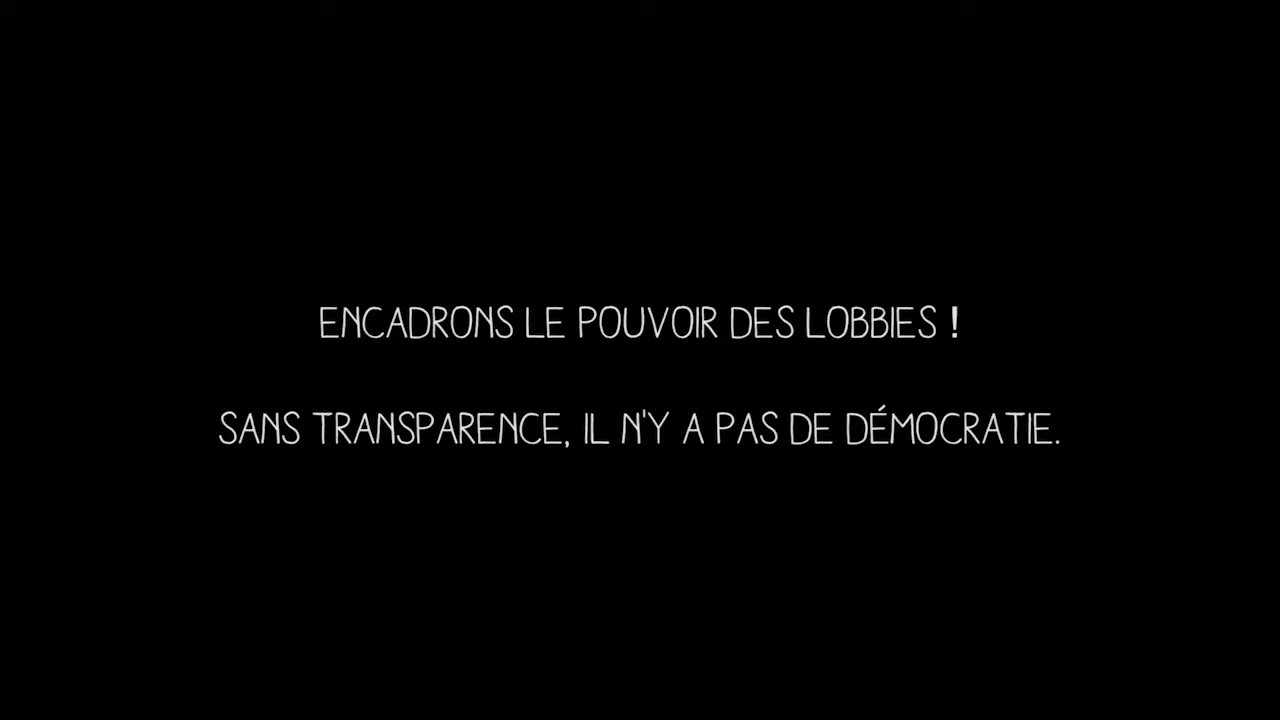 ENCADRONS LE POUVOIR DES LOBBIES !
SANS TRANSPARENCE, IL N'Y A PAS DE DÉMOCRATIE.